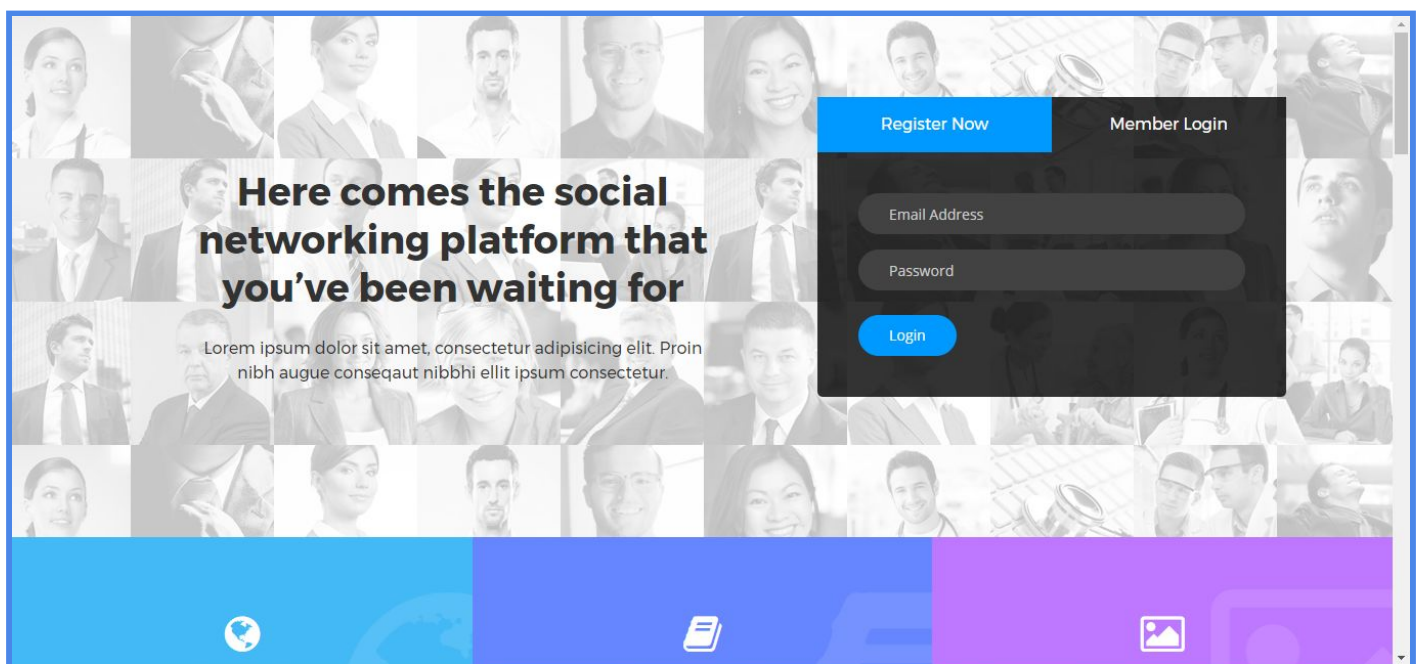 Register Now
Member Login
Here comes the social
networking platform that
you’ve been waiting for
Lorem ipsum dolor sit amet, consectetur adipisicing elit. Proin
nibh augue conseqaut nibbhi ellit ipsum consectetur.
Email Address
Password
Login